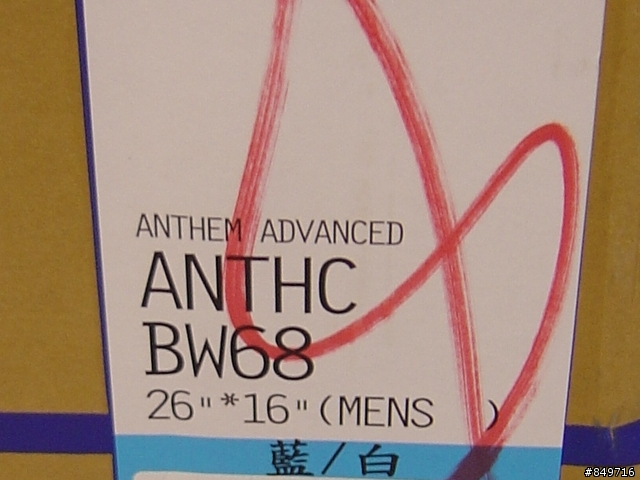 ANTHEM ADVANCED
ANTHC
BW68
26"*16"(MENS )
藍/白
#849716